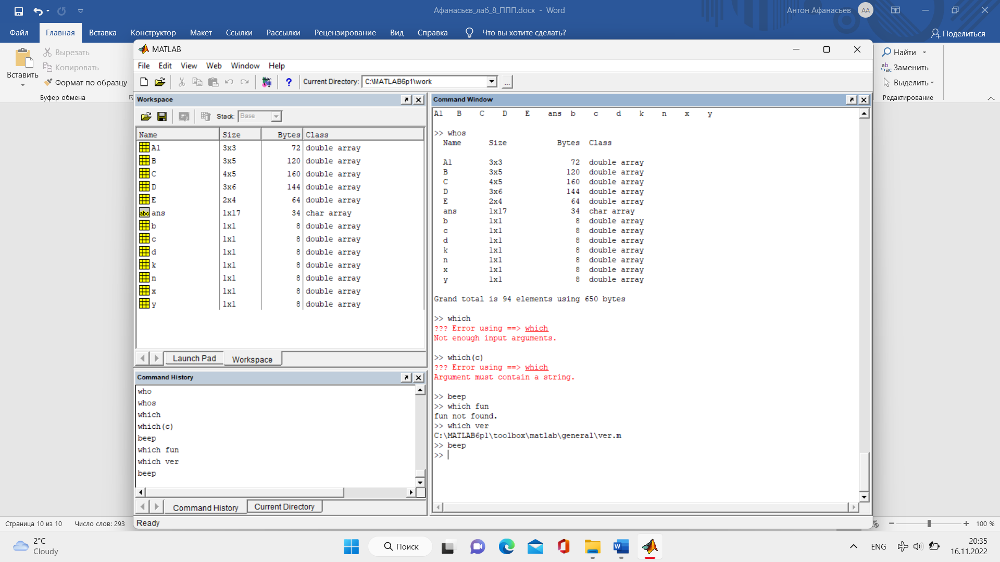 Афанасьєв_лаб_8_ППП.docx - Word
Антон Афанасьев
AA
Файл
Главная
Вставка
Конструктор
Макет
Ссылки
Рассылки
Рецензирование
Вид
Справка
Что вы хотите сделать?
Поделиться
Вставить
Вырезать
Копировать
Формат по образцу
Буфер обмена
Найти
Заменить
Выделить
Редактирование
MATLAB
File Edit View Web Window Help
Current Directory: C:\MATLAB6p1\work
...
Workspace
Stack: Base
Name Size Bytes Class
A1 3x3 72 double array
B 3x5 120 double array
C 4x5 160 double array
D 3x6 144 double array
E 2x4 64 double array
abc ans 1x17 34 char array
b 1x1 8 double array
c 1x1 8 double array
d 1x1 8 double array
k 1x1 8 double array
n 1x1 8 double array
x 1x1 8 double array
y 1x1 8 double array
Launch Pad
Workspace
Command History
who
whos
which
which(c)
beep
which fun
which ver
beep
Command History
Current Directory
Ready
Command Window
A1 B C D E ans b c d k n x y
>> whos
Name Size Bytes Class
A1 3x3 72 double array
B 3x5 120 double array
C 4x5 160 double array
D 3x6 144 double array
E 2x4 64 double array
ans 1x17 34 char array
b 1x1 8 double array
c 1x1 8 double array
d 1x1 8 double array
k 1x1 8 double array
n 1x1 8 double array
x 1x1 8 double array
y 1x1 8 double array
Grand total is 94 elements using 650 bytes
>> which
??? Error using ==> which
Not enough input arguments.
>> which(c)
??? Error using ==> which
Argument must contain a string.
>> beep
>> which fun
fun not found.
>> which ver
C:\MATLAB6p1\toolbox\matlab\general\ver.m
>> beep
>>
Страница 10 из 10
Число слов: 293
100 %
2°C
Cloudy
Поиск
ENG
20:35
16.11.2022